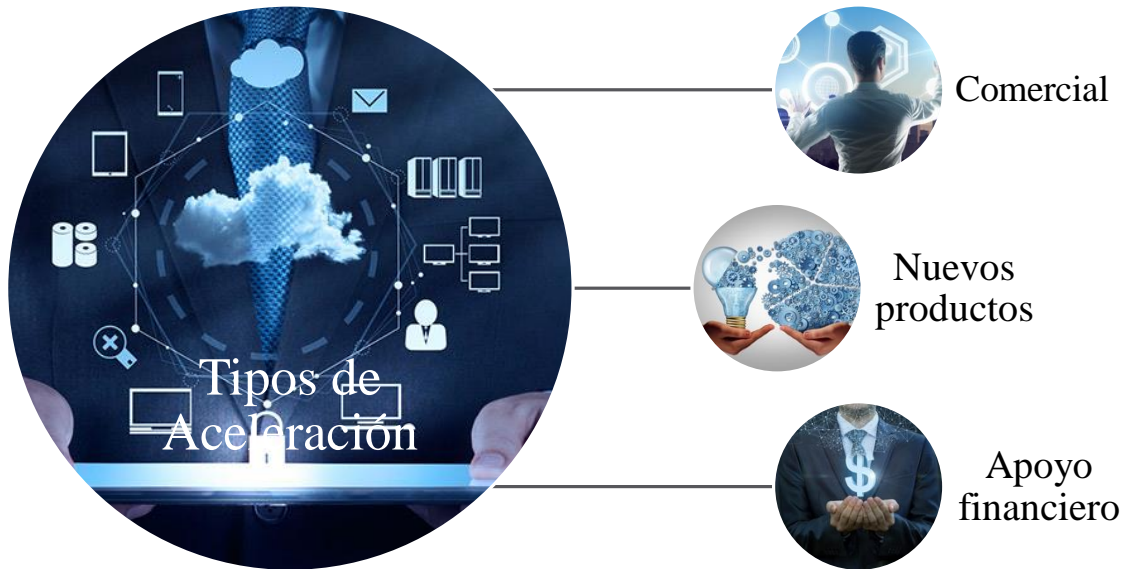 Tipos de
Aceleración
Comercial
Nuevos
productos
Apoyo
financiero
$